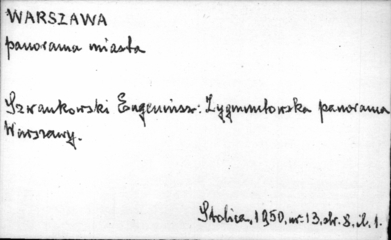 WARSZAWA
panorama miasta
Szwankowski Eugeniusz: Zygmuntowska panorama
Warszawy.
Stolica, 1950, nr. 13, str. 8, il. 1.